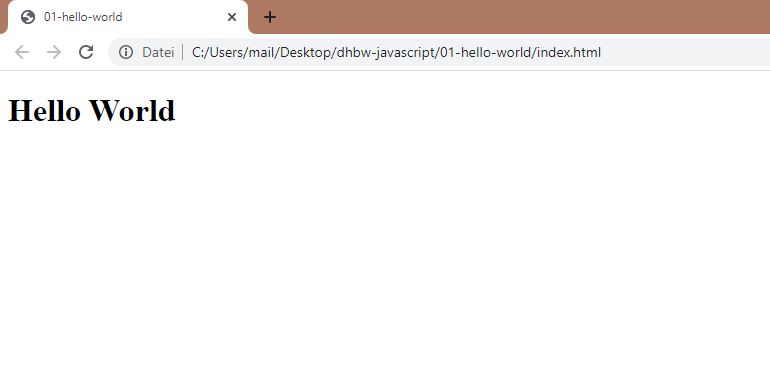 01-hello-world
Datei C:/Users/mail/Desktop/dhbw-javascript/01-hello-world/index.html
Hello World